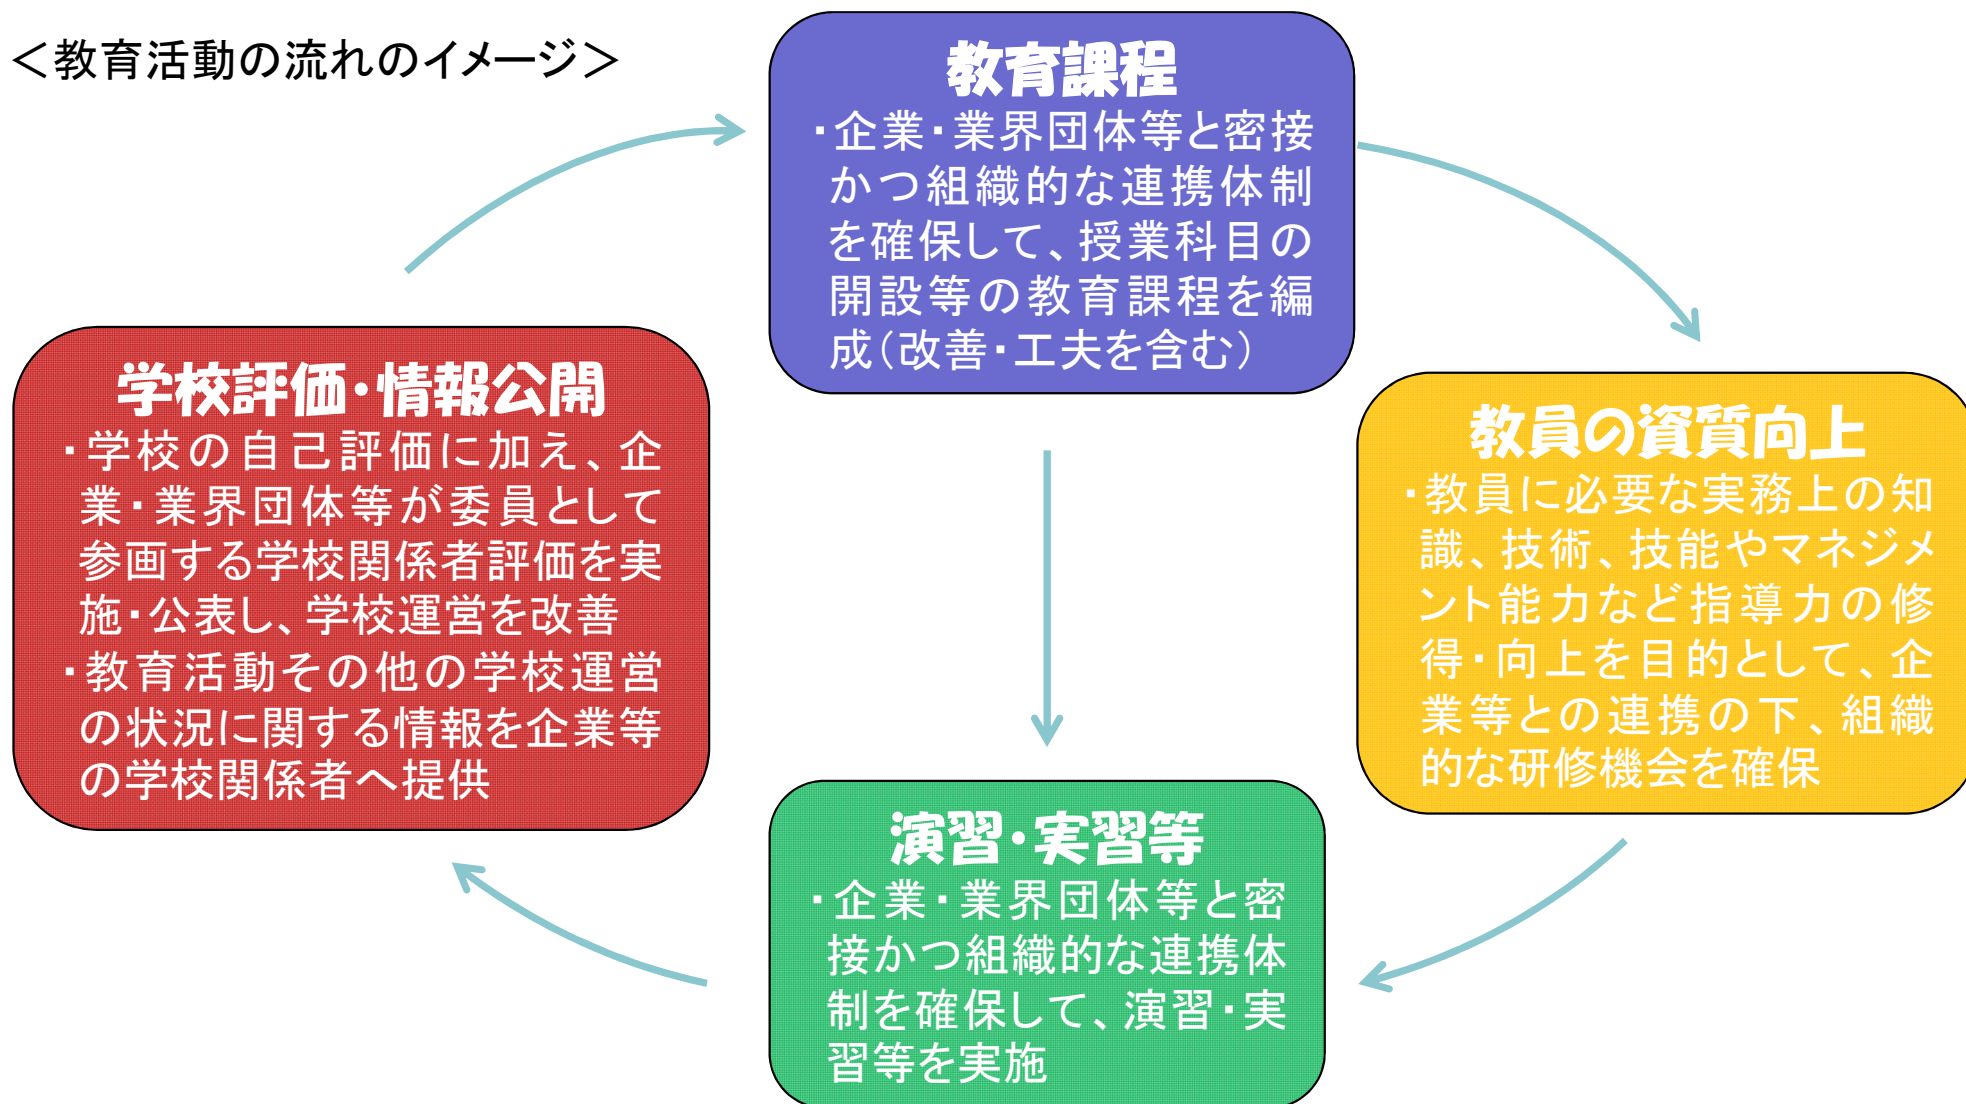 ＜教育活動の流れのイメージ＞
教育課程
・企業・業界団体等と密接
かつ組織的な連携体制
を確保して、授業科目の
開設等の教育課程を編
成（改善・工夫を含む）
教員の資質向上
・教員に必要な実務上の知
識、技術、技能やマネジメ
ント能力など指導力の修
得・向上を目的として、企
業等との連携の下、組織
的な研修機会を確保
演習・実習等
・企業・業界団体等と密
接かつ組織的な連携体
制を確保して、演習・実
習等を実施
学校評価・情報公開
・学校の自己評価に加え、企
業・業界団体等が委員として
参画する学校関係者評価を実
施・公表し、学校運営を改善
・教育活動その他の学校運営
の状況に関する情報を企業等
の学校関係者へ提供